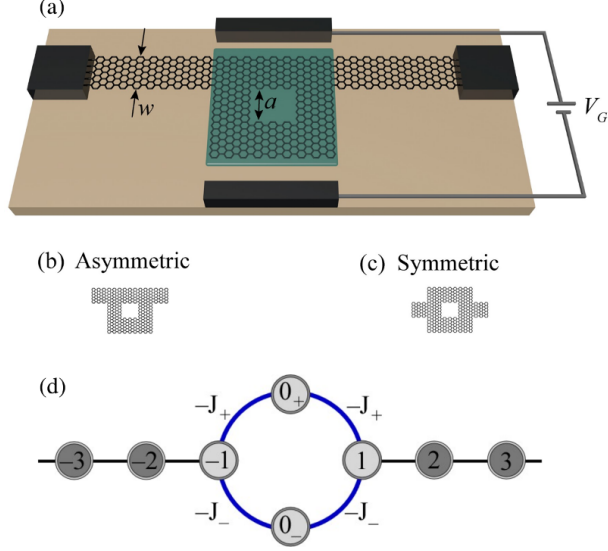 (a)
w
a
V_G
(b) Asymmetric
(c) Symmetric
(d)
0_+
−J_+ −J_+
−3 −2 −1 1 2 3
−J_− −J_−
0_−